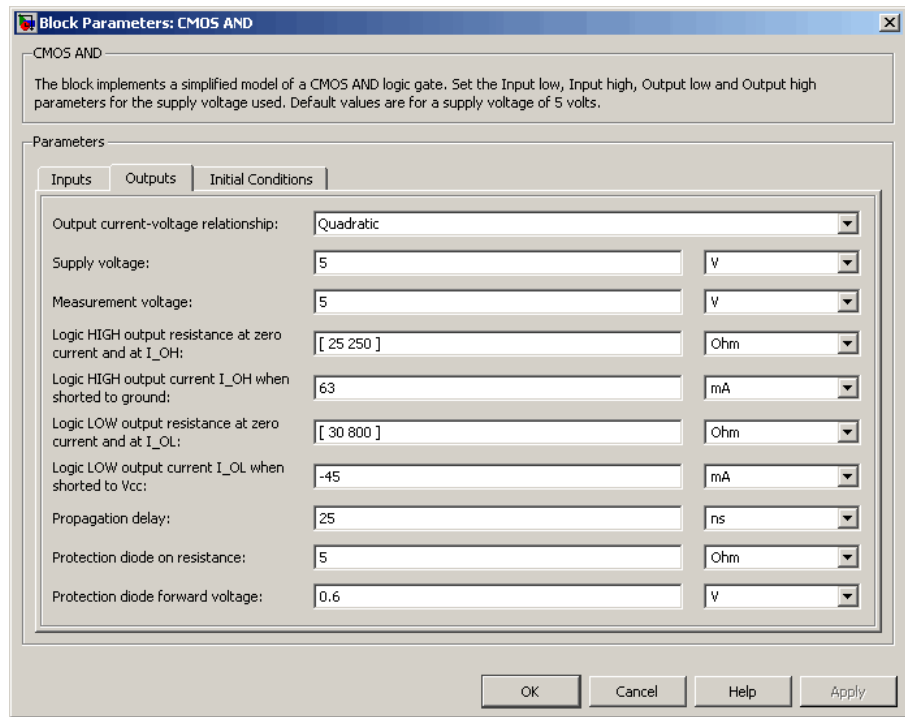 Block Parameters: CMOS AND
CMOS AND
The block implements a simplified model of a CMOS AND logic gate. Set the Input low, Input high, Output low and Output high
parameters for the supply voltage used. Default values are for a supply voltage of 5 volts.
Parameters
Inputs Outputs Initial Conditions
Output current-voltage relationship: Quadratic
Supply voltage: 5 V
Measurement voltage: 5 V
Logic HIGH output resistance at zero
current and at I_OH: [ 25 250 ] Ohm
Logic HIGH output current I_OH when
shorted to ground: 63 mA
Logic LOW output resistance at zero
current and at I_OL: [ 30 800 ] Ohm
Logic LOW output current I_OL when
shorted to Vcc: -45 mA
Propagation delay: 25 ns
Protection diode on resistance: 5 Ohm
Protection diode forward voltage: 0.6 V
OK Cancel Help Apply